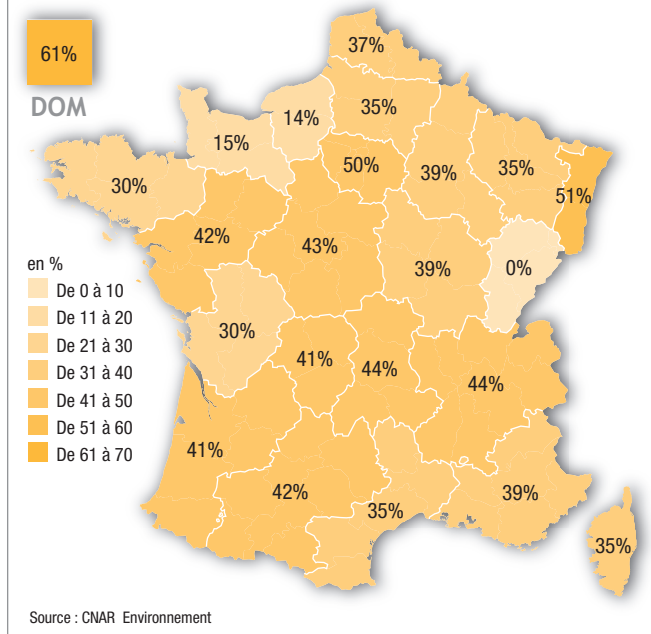 61%
DOM
37%
35%
14%
15%
50%
39%
35%
51%
30%
42%
43%
39%
0%
30%
41%
44%
44%
41%
42%
35%
39%
35%
en %
De 0 à 10
De 11 à 20
De 21 à 30
De 31 à 40
De 41 à 50
De 51 à 60
De 61 à 70
Source : CNAR Environnement